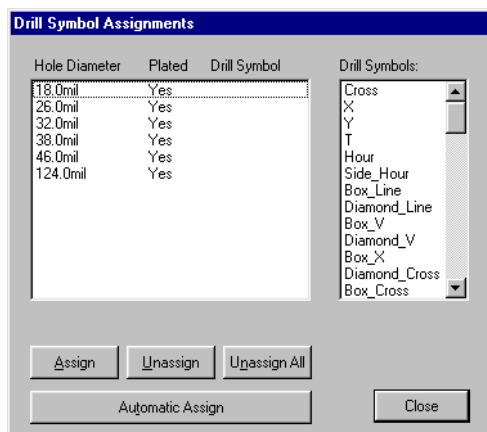 Drill Symbol Assignments
Hole Diameter Plated Drill Symbol
18.0mil Yes
26.0mil Yes
32.0mil Yes
38.0mil Yes
46.0mil Yes
124.0mil Yes
Drill Symbols:
Cross
X
Y
T
Hour
Side_Hour
Box_Line
Diamond_Line
Box_V
Diamond_V
Box_X
Diamond_Cross
Box_Cross
Assign Unassign Unassign All
Automatic Assign Close